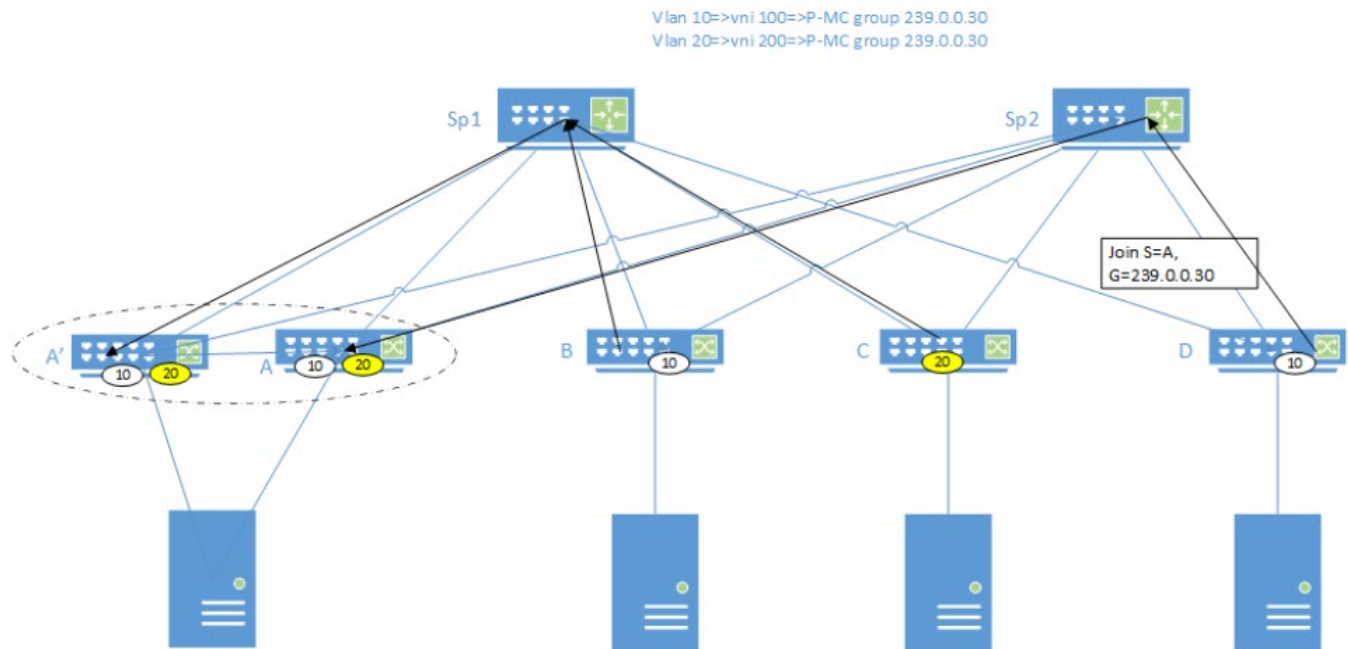 Vlan 10=>vni 100=>P-MC group 239.0.0.30
Vlan 20=>vni 200=>P-MC group 239.0.0.30
Sp1
Sp2
Join S=A,
G=239.0.0.30
A'
10
20
A
10
20
B
10
C
20
D
10